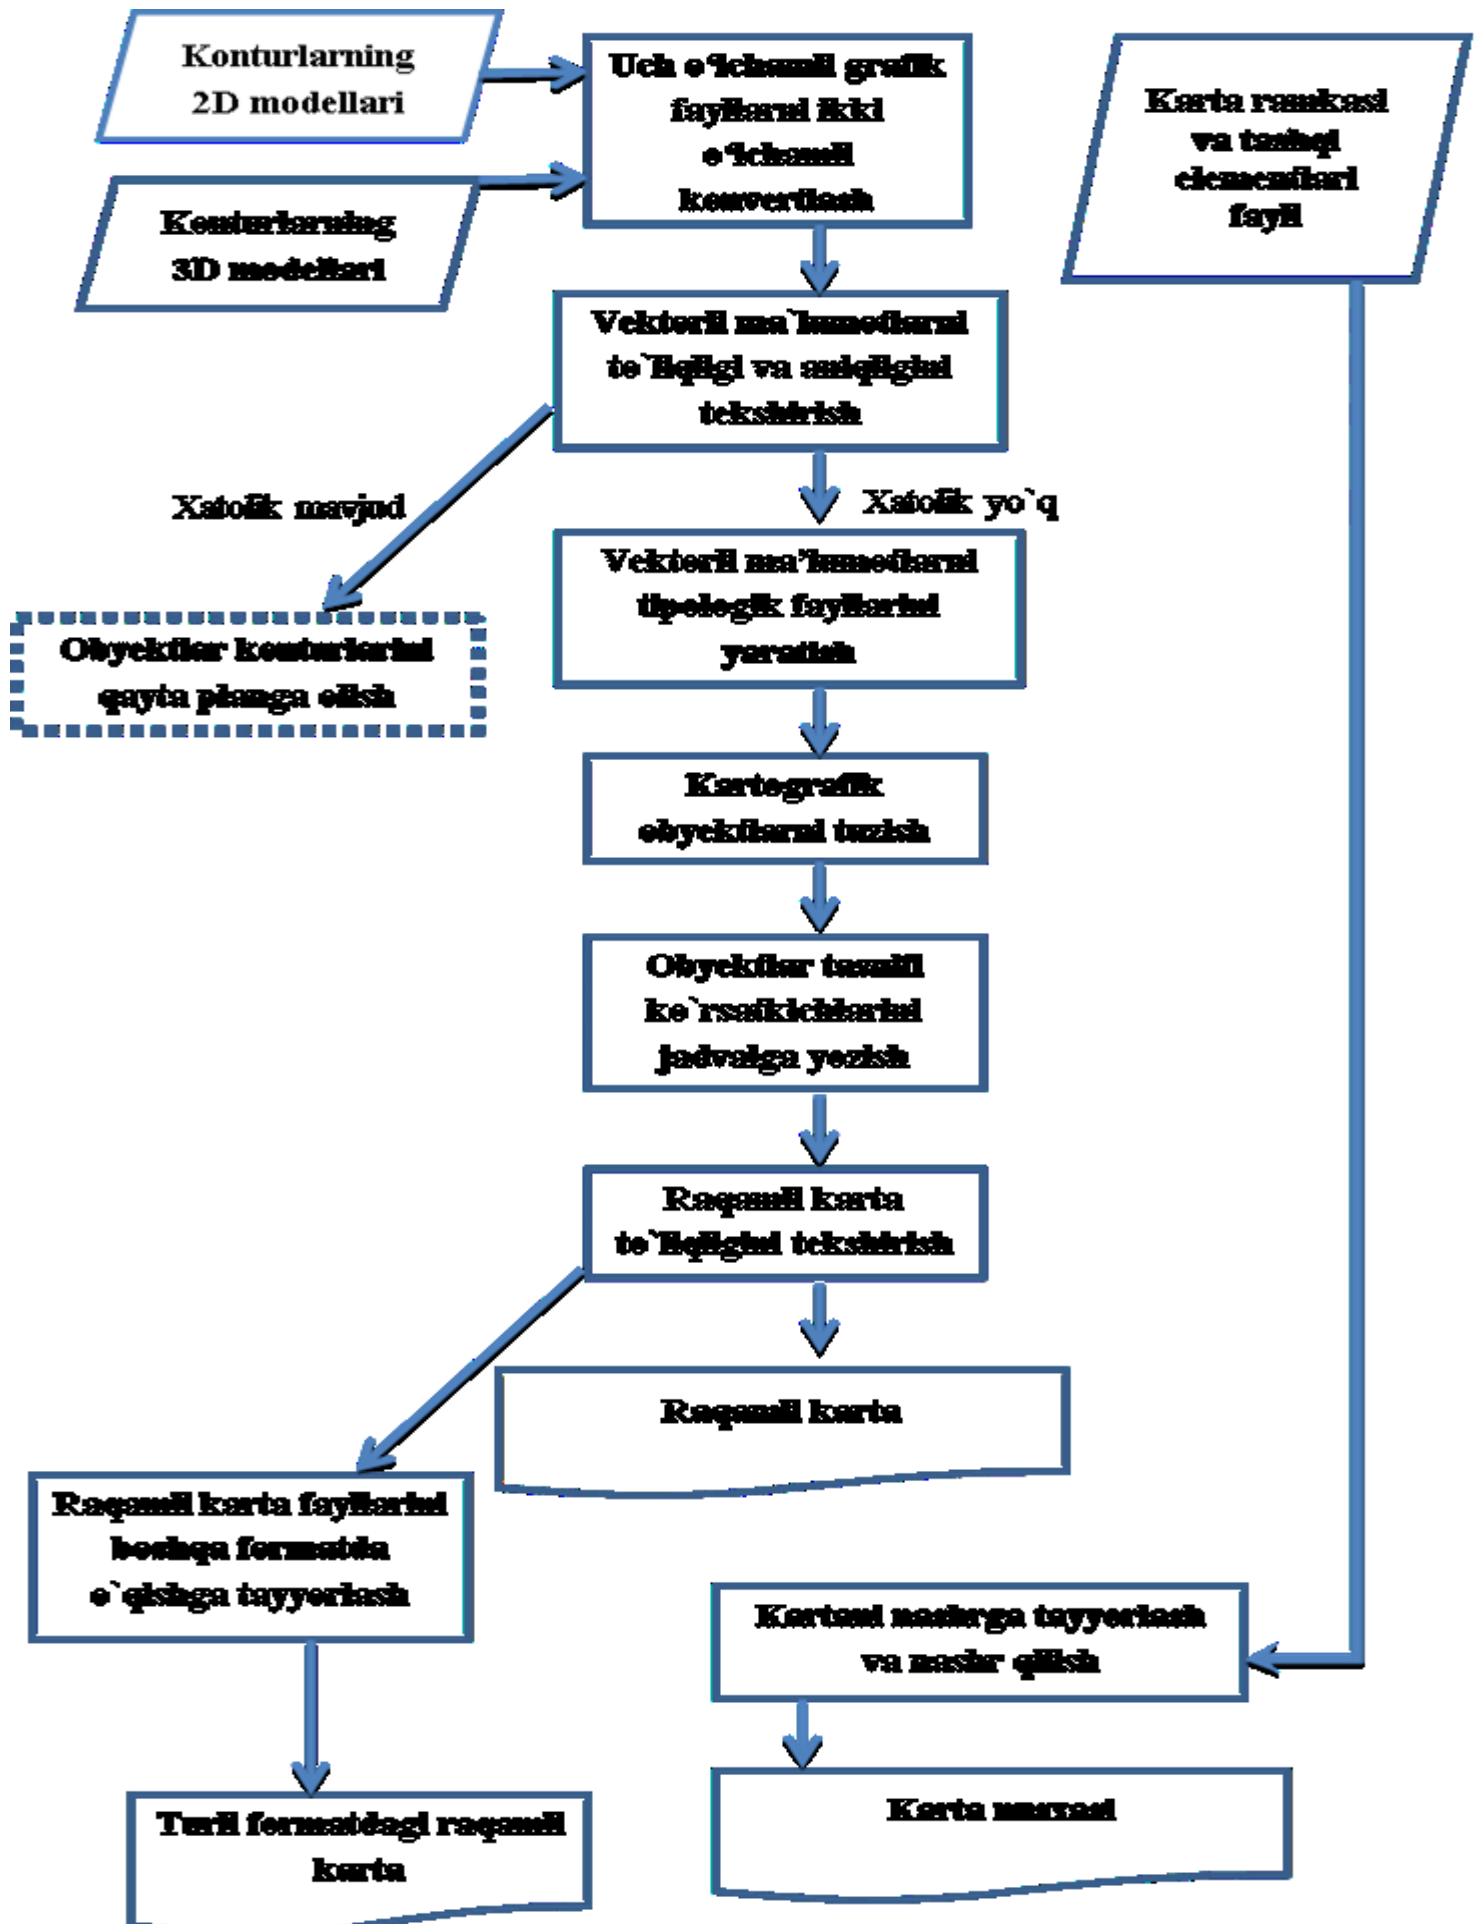 Konturlarning
2D modellari
Uch o‘lchamli grafik
fayllarni ikki
o‘lchamli
konvertlash
Karta ramkasi
va tashqi
elementlari
fayli
Konturlarning
3D modellari
Vektorli ma`lumotlarni
to`liqligi va aniqligini
tekshirish
Xatolik mavjud
Xatolik yo`q
Vektorli ma’lumotlarni
tipologik fayllarini
yaratish
Obyektlar konturlarini
qayta planga olish
Kartografik
obyektlarni tuzish
Obyektlar tasnifi
ko`rsatkichlarini
jadvalga yozish
Raqamli karta
to`liqligini tekshirish
Raqamli karta
Raqamli karta fayllarini
boshqa formatda
o`qishga tayyorlash
Kartani nashrga tayyorlash
va nashr qilish
Turli formatdagi raqamli
karta
Karta nusxasi